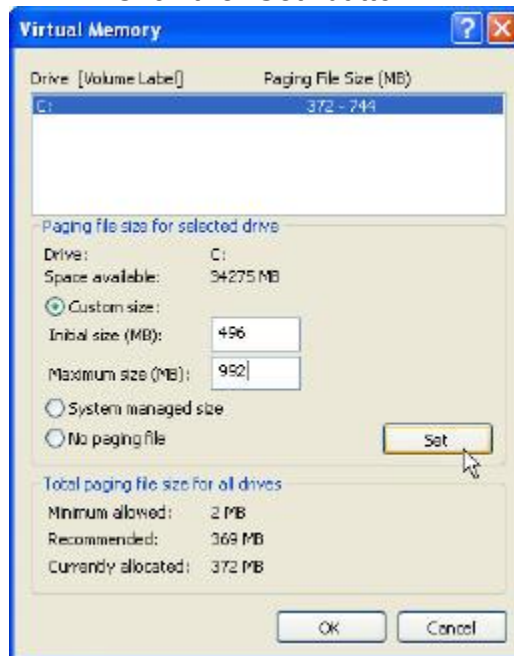 Virtual Memory
Drive [Volume Label] Paging File Size (MB)
C: 372 - 744
Paging file size for selected drive
Drive: C:
Space available: 34275 MB
Custom size:
Initial size (MB): 496
Maximum size (MB): 992
System managed size
No paging file Set
Total paging file size for all drives
Minimum allowed: 2 MB
Recommended: 369 MB
Currently allocated: 372 MB
OK Cancel